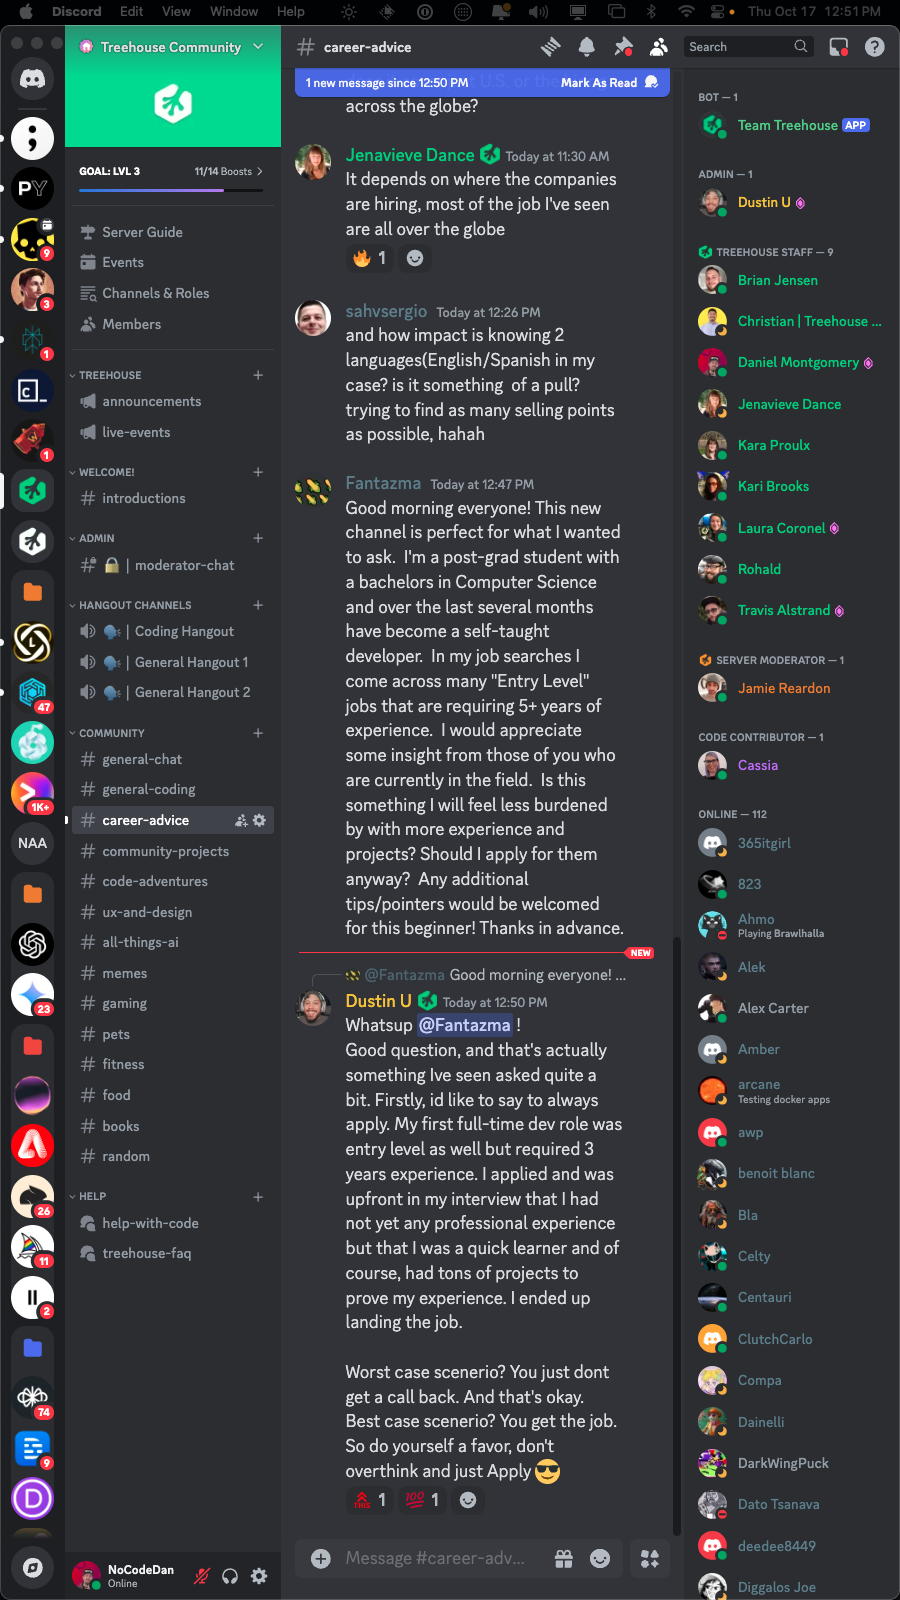 Discord Edit View Window Help Thu Oct 17 12:51 PM
Treehouse Community
GOAL: LVL 3 11/14 Boosts
Server Guide
Events
Channels & Roles
Members
TREEHOUSE
announcements
live-events
WELCOME!
introductions
ADMIN
| moderator-chat
HANGOUT CHANNELS
| Coding Hangout
| General Hangout 1
| General Hangout 2
COMMUNITY
general-chat
general-coding
career-advice
community-projects
code-adventures
ux-and-design
all-things-ai
memes
gaming
pets
fitness
food
books
random
HELP
help-with-code
treehouse-faq
NoCodeDan
Online
PY
9
3
1
1
47
1K+
NAA
23
26
11
2
74
9
# career-advice
Search
1 new message since 12:50 PM Mark As Read
across the globe?
Jenavieve Dance Today at 11:30 AM
It depends on where the companies
are hiring, most of the job I've seen
are all over the globe
1
sahvsergio Today at 12:26 PM
and how impact is knowing 2
languages(English/Spanish in my
case? is it something of a pull?
trying to find as many selling points
as possible, hahah
Fantazma Today at 12:47 PM
Good morning everyone! This new
channel is perfect for what I wanted
to ask. I'm a post-grad student with
a bachelors in Computer Science
and over the last several months
have become a self-taught
developer. In my job searches I
come across many "Entry Level"
jobs that are requiring 5+ years of
experience. I would appreciate
some insight from those of you who
are currently in the field. Is this
something I will feel less burdened
by with more experience and
projects? Should I apply for them
anyway? Any additional
tips/pointers would be welcomed
for this beginner! Thanks in advance.
NEW
@Fantazma Good morning everyone! ...
Dustin U Today at 12:50 PM
Whatsup @Fantazma !
Good question, and that's actually
something Ive seen asked quite a
bit. Firstly, id like to say to always
apply. My first full-time dev role was
entry level as well but required 3
years experience. I applied and was
upfront in my interview that I had
not yet any professional experience
but that I was a quick learner and of
course, had tons of projects to
prove my experience. I ended up
landing the job.
Worst case scenerio? You just dont
get a call back. And that's okay.
Best case scenerio? You get the job.
So do yourself a favor, don't
overthink and just Apply 😎
THIS 1 100 1
Message #career-adv...
BOT — 1
Team Treehouse APP
ADMIN — 1
Dustin U
TREEHOUSE STAFF — 9
Brian Jensen
Christian | Treehouse ...
Daniel Montgomery
Jenavieve Dance
Kara Proulx
Kari Brooks
Laura Coronel
Rohald
Travis Alstrand
SERVER MODERATOR — 1
Jamie Reardon
CODE CONTRIBUTOR — 1
Cassia
ONLINE — 112
365itgirl
823
Ahmo
Playing Brawlhalla
Alek
Alex Carter
Amber
arcane
Testing docker apps
awp
benoit blanc
Bla
Celty
Centauri
ClutchCarlo
Compa
Dainelli
DarkWingPuck
Dato Tsanava
deedee8449
Diggalos Joe